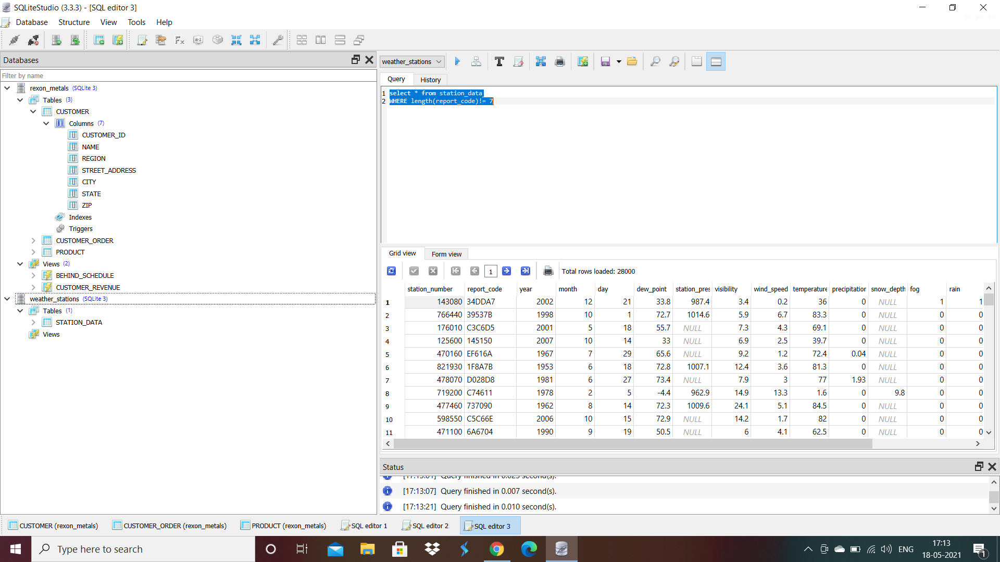 SQLiteStudio (3.3.3) - [SQL editor 3]
Database Structure View Tools Help
Databases
Filter by name
rexon_metals (SQLite 3)
Tables (3)
CUSTOMER
Columns (7)
CUSTOMER_ID
NAME
REGION
STREET_ADDRESS
CITY
STATE
ZIP
Indexes
Triggers
CUSTOMER_ORDER
PRODUCT
Views (2)
BEHIND_SCHEDULE
CUSTOMER_REVENUE
weather_stations (SQLite 3)
Tables (1)
STATION_DATA
Views
weather_stations
Query History
1 select * from station_data
2 WHERE length(report_code)!= 7
Grid view Form view
1 Total rows loaded: 28000
station_number report_code year month day dew_point station_pres visibility wind_speed temperature precipitation snow_depth fog rain
1 143080 34DDA7 2002 12 21 33.8 987.4 3.4 0.2 36 0 NULL 1 1
2 766440 39537B 1998 10 1 72.7 1014.6 5.9 6.7 83.3 0 NULL 0 0
3 176010 C3C6D5 2001 5 18 55.7 NULL 7.3 4.3 69.1 0 NULL 0 0
4 125600 145150 2007 10 14 33 NULL 6.9 2.5 39.7 0 NULL 0 0
5 470160 EF616A 1967 7 29 65.6 NULL 9.2 1.2 72.4 0.04 NULL 0 0
6 821930 1F8A7B 1953 6 18 72.8 1007.1 12.4 3.6 81.3 0 NULL 0 0
7 478070 D028D8 1981 6 27 73.4 NULL 7.9 3 77 1.93 NULL 0 0
8 719200 C74611 1978 2 5 -4.4 962.9 14.9 13.3 1.6 0 9.8 0 0
9 477460 737090 1962 8 14 72.3 1009.6 24.1 5.1 84.5 0 NULL 0 0
10 598550 C5C66E 2006 10 15 72.9 NULL 14.2 1.7 82 0 NULL 0 0
11 471100 6A6704 1990 9 19 50.5 NULL 6 4.1 62.5 0 NULL 0 0
Status
Query finished in 0.025 second(s).
[17:13:07] Query finished in 0.007 second(s).
[17:13:21] Query finished in 0.010 second(s).
CUSTOMER (rexon_metals) CUSTOMER_ORDER (rexon_metals) PRODUCT (rexon_metals) SQL editor 1 SQL editor 2 SQL editor 3
Type here to search
ENG
17:13
18-05-2021
1